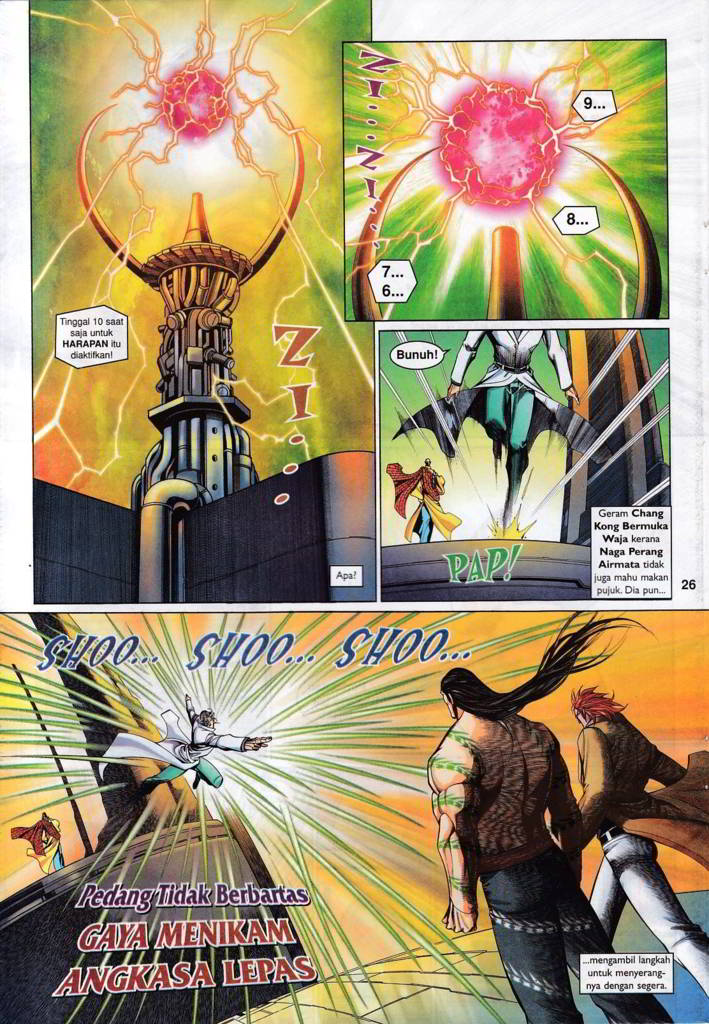 Tinggal 10 saat
saja untuk
HARAPAN itu
diaktifkan!
ZI...
Apa?
ZI...ZI...
9...
8...
7...
6...
Bunuh!
PAP!
Geram Chang
Kong Bermuka
Waja kerana
Naga Perang
Airmata tidak
juga mahu makan
pujuk. Dia pun...
26
SHOO... SHOO... SHOO...
Pedang Tidak Berbartas
GAYA MENIKAM
ANGKASA LEPAS
...mengambil langkah
untuk menyerang-
nya dengan segera.